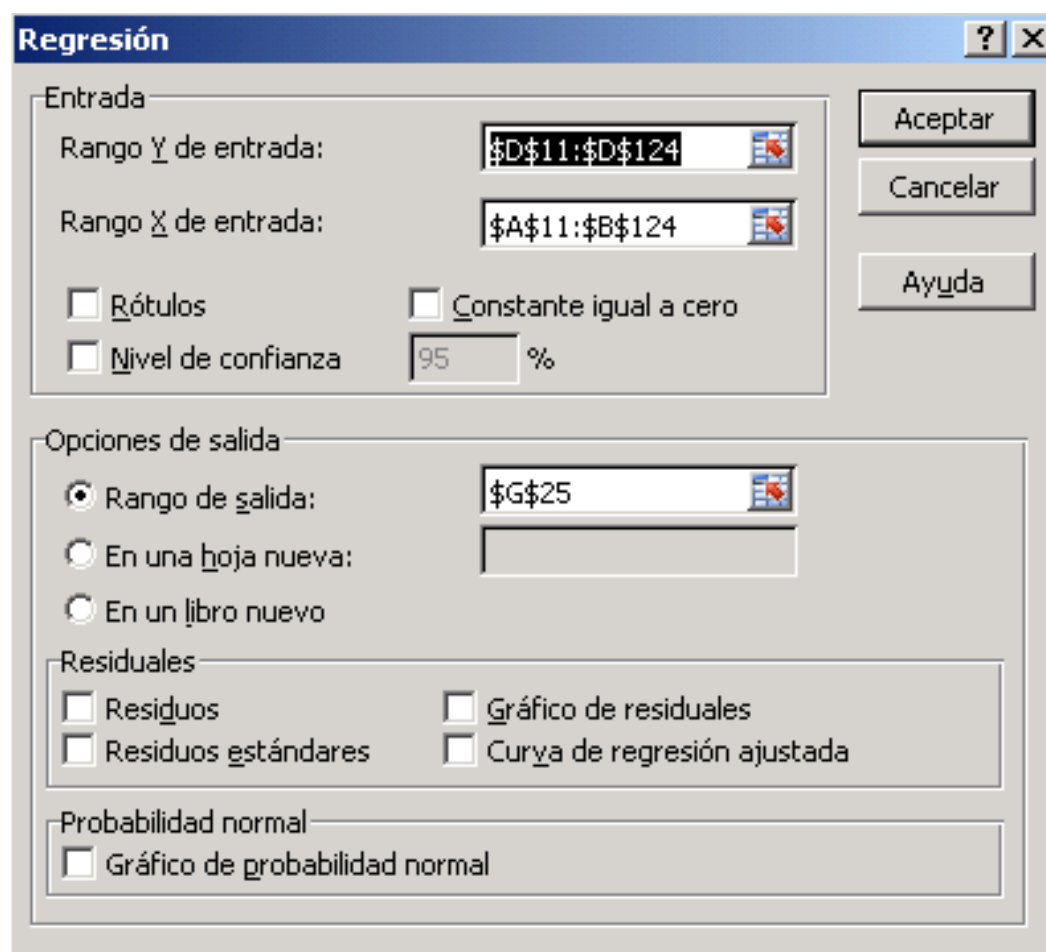 Regresión
Entrada
Rango Y de entrada: $D$11:$D$124
Aceptar
Rango X de entrada: $A$11:$B$124
Cancelar
Ayuda
Rótulos Constante igual a cero
Nivel de confianza 95 %
Opciones de salida
Rango de salida: $G$25
En una hoja nueva:
En un libro nuevo
Residuales
Residuos Gráfico de residuales
Residuos estándares Curva de regresión ajustada
Probabilidad normal
Gráfico de probabilidad normal